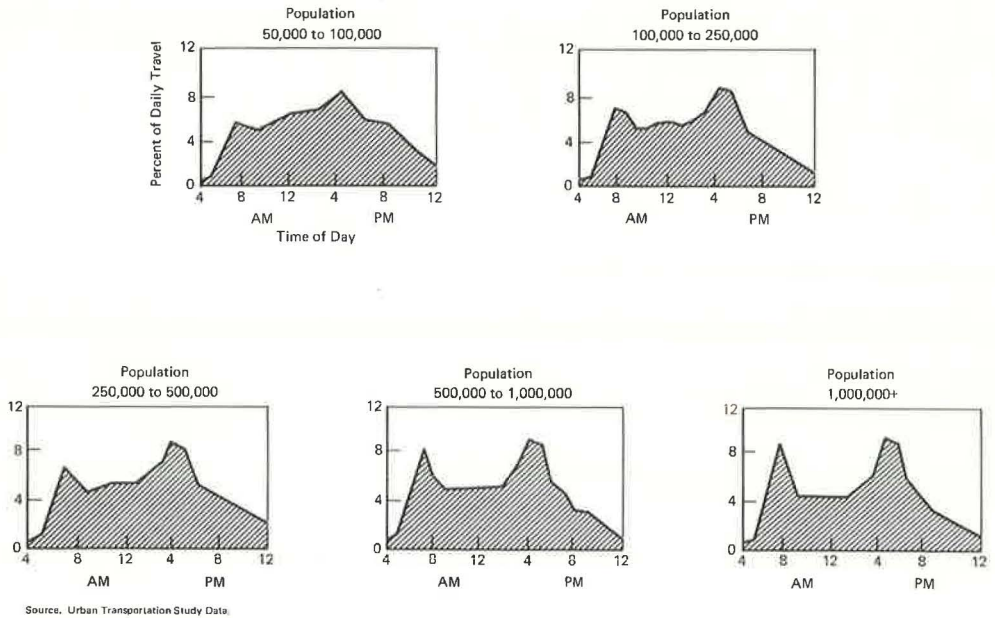 Population
50,000 to 100,000
Percent of Daily Travel
12
8
4
0
4 8 12 4 8 12
AM PM
Time of Day
Population
100,000 to 250,000
12
8
4
0
4 8 12 4 8 12
AM PM
Population
250,000 to 500,000
12
8
4
0
4 8 12 4 8 12
AM PM
Population
500,000 to 1,000,000
12
8
4
0
4 8 12 4 8 12
AM PM
Population
1,000,000+
12
8
4
0
4 8 12 4 8 12
AM PM
Source. Urban Transportation Study Data.